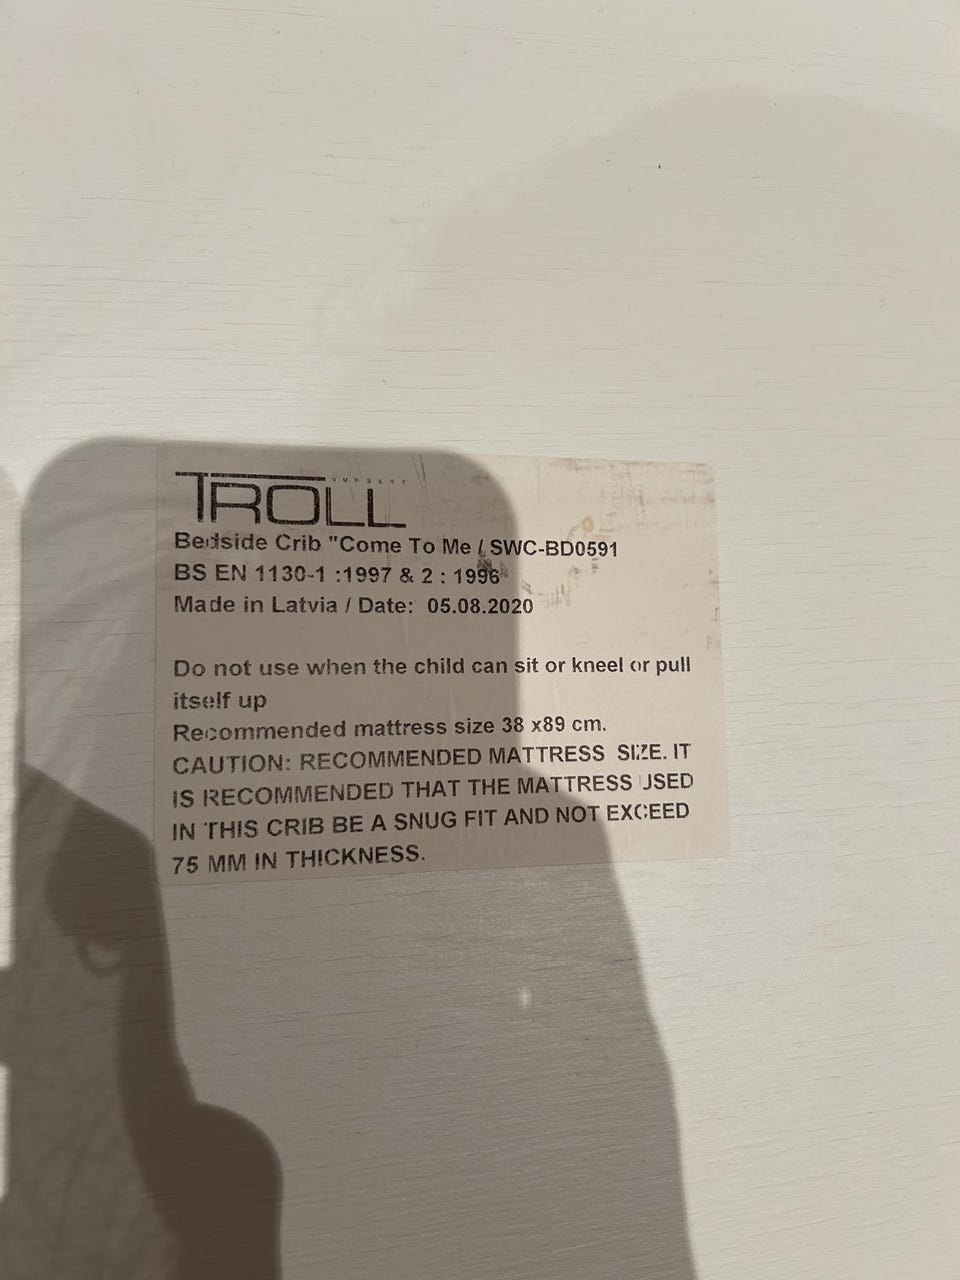 TROLL
NURSERY
Bedside Crib "Come To Me / SWC-BD0591
BS EN 1130-1 :1997 & 2 : 1996
Made in Latvia / Date: 05.08.2020
Do not use when the child can sit or kneel or pull
itself up
Recommended mattress size 38 x89 cm.
CAUTION: RECOMMENDED MATTRESS SIZE. IT
IS RECOMMENDED THAT THE MATTRESS USED
IN THIS CRIB BE A SNUG FIT AND NOT EXCEED
75 MM IN THICKNESS.